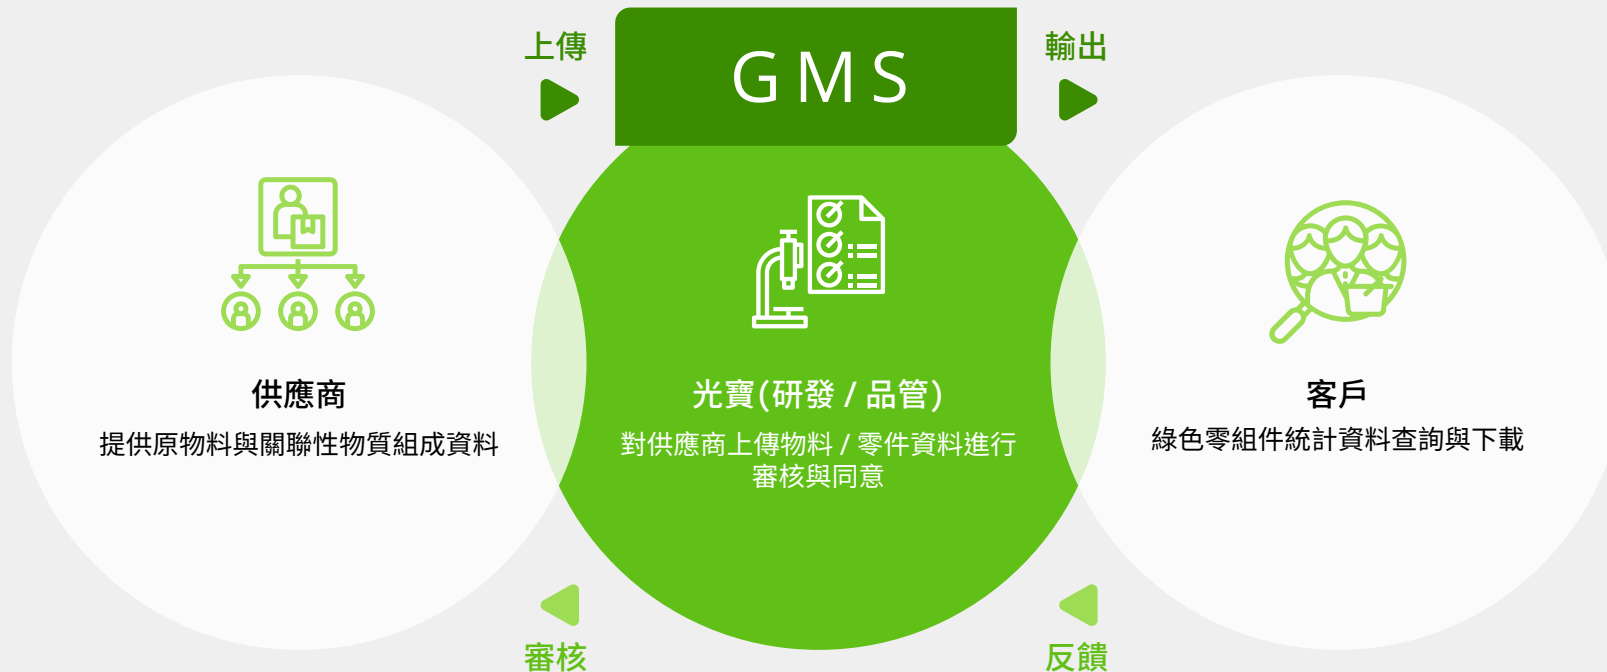 上傳
GMS
輸出
供應商
提供原物料與關聯性物質組成資料
光寶(研發 / 品管)
對供應商上傳物料 / 零件資料進行
審核與同意
客戶
綠色零組件統計資料查詢與下載
審核
反饋